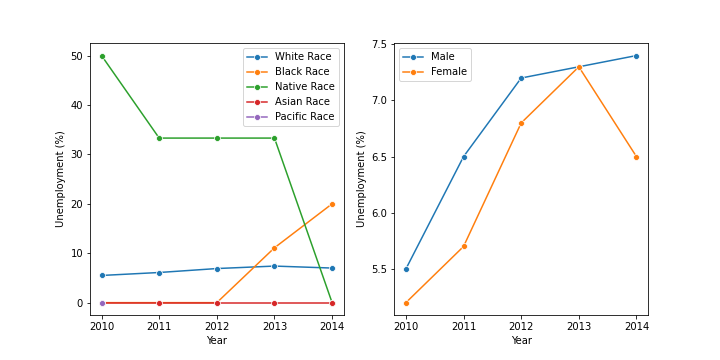 50
40
30
20
10
0
Unemployment (%)
2010 2011 2012 2013 2014
Year
White Race
Black Race
Native Race
Asian Race
Pacific Race
7.5
7.0
6.5
6.0
5.5
Unemployment (%)
2010 2011 2012 2013 2014
Year
Male
Female